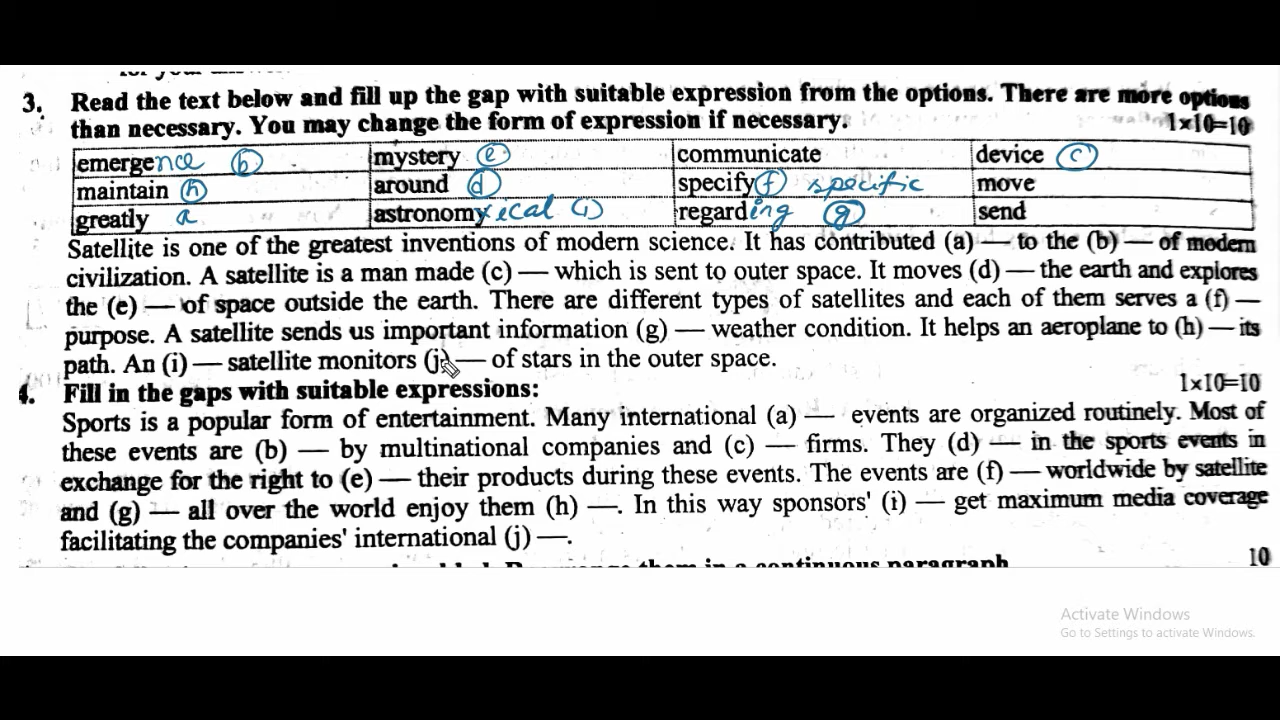 3. Read the text below and fill up the gap with suitable expression from the options. There are more options
than necessary. You may change the form of expression if necessary. 1×10=10
emergence (b) mystery (e) communicate device (c)
maintain (h) around (d) specify (f) specific move
greatly a astronomyical (i) regarding (g) send
Satellite is one of the greatest inventions of modern science. It has contributed (a) — to the (b) — of modern
civilization. A satellite is a man made (c) — which is sent to outer space. It moves (d) — the earth and explores
the (e) — of space outside the earth. There are different types of satellites and each of them serves a (f) —
purpose. A satellite sends us important information (g) — weather condition. It helps an aeroplane to (h) — its
path. An (i) — satellite monitors (j) — of stars in the outer space.
4. Fill in the gaps with suitable expressions: 1×10=10
Sports is a popular form of entertainment. Many international (a) — events are organized routinely. Most of
these events are (b) — by multinational companies and (c) — firms. They (d) — in the sports events in
exchange for the right to (e) — their products during these events. The events are (f) — worldwide by satellite
and (g) — all over the world enjoy them (h) —. In this way sponsors' (i) — get maximum media coverage
facilitating the companies' international (j) —.
in a continuous paragraph 10
Activate Windows
Go to Settings to activate Windows.